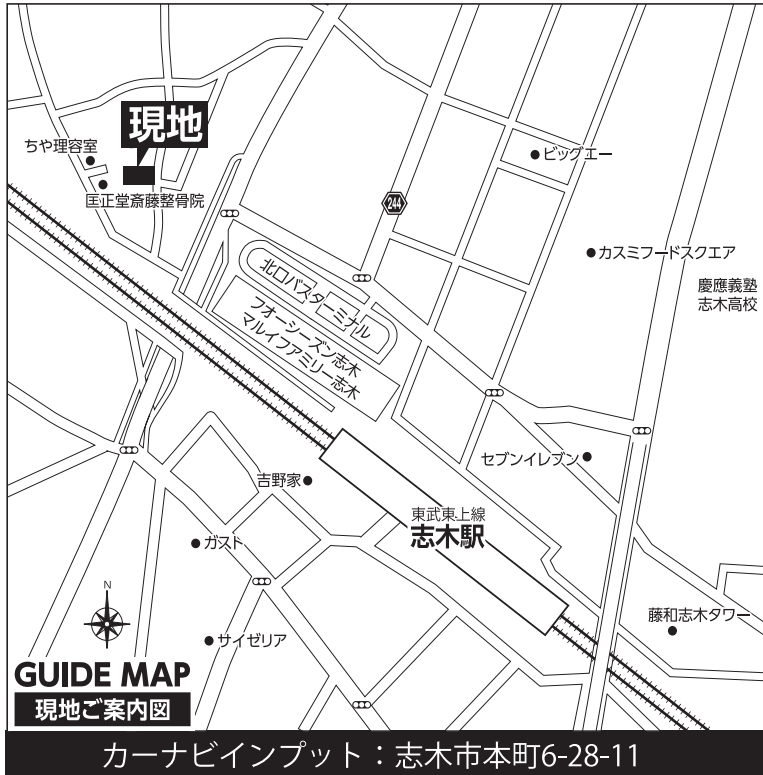 現地
ちや理容室
匡正堂斎藤整骨院
244
ビッグエー
カスミフードスクエア
慶應義塾
志木高校
北口バスターミナル
フォーシーズン志木
マルイファミリー志木
セブンイレブン
吉野家
東武東上線
志木駅
ガスト
N
サイゼリア
藤和志木タワー
GUIDE MAP
現地ご案内図
カーナビインプット：志木市本町6-28-11